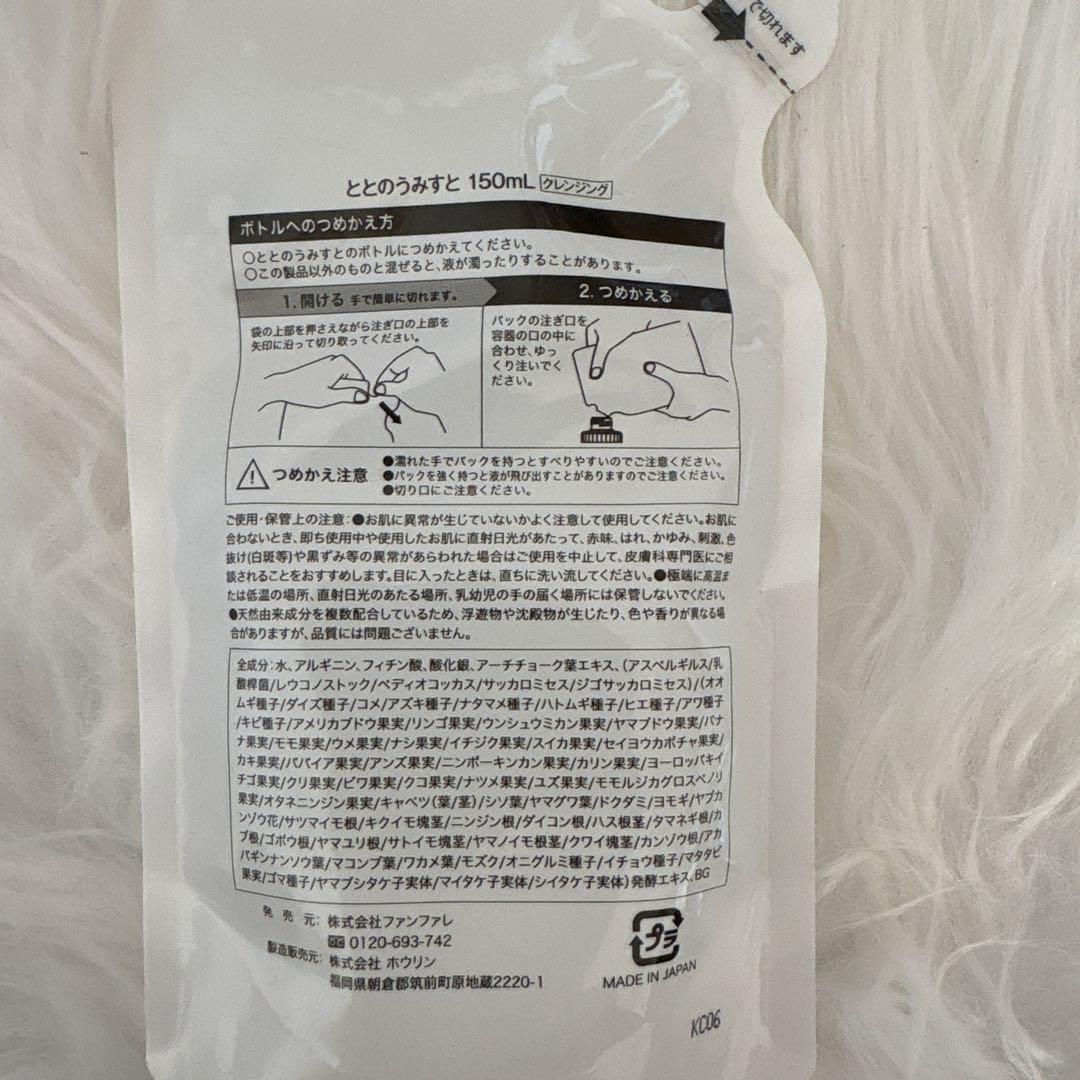 で切れます
ととのうみすと 150mL クレンジング
ボトルへのつめかえ方
○ととのうみすとのボトルにつめかえてください。
○この製品以外のものと混ぜると、液が濁ったりすることがあります。
1. 開ける 手で簡単に切れます。
袋の上部を押さえながら注ぎ口の上部を
矢印に沿って切り取ってください。
2. つめかえる
パックの注ぎ口を
容器の口の中に
合わせ、ゆっ
くり注いでく
ださい。
つめかえ注意
●濡れた手でパックを持つとすべりやすいのでご注意ください。
●パックを強く持つと液が飛び出すことがありますのでご注意ください。
●切り口にご注意ください。
ご使用・保管上の注意:●お肌に異常が生じていないかよく注意して使用してください。お肌に
合わないとき、即ち使用中や使用したお肌に直射日光があたって、赤味、はれ、かゆみ、刺激、色
抜け(白斑等)や黒ずみ等の異常があらわれた場合はご使用を中止して、皮膚科専門医にご相
談されることをおすすめします。目に入ったときは、直ちに洗い流してください。●極端に高温ま
たは低温の場所、直射日光のあたる場所、乳幼児の手の届く場所には保管しないでください。
●天然由来成分を複数配合しているため、浮遊物や沈殿物が生じたり、色や香りが異なる場
合がありますが、品質には問題ございません。
全成分:水、アルギニン、フィチン酸、酸化銀、アーチチョーク葉エキス、(アスペルギルス/乳
酸桿菌/レウコノストック/ペディオコッカス/サッカロミセス/ジゴサッカロミセス)/(オオ
ムギ種子/ダイズ種子/コメ/アズキ種子/ナタマメ種子/ハトムギ種子/ヒエ種子/アワ種子
/キビ種子/アメリカブドウ果実/リンゴ果実/ウンシュウミカン果実/ヤマブドウ果実/バナ
ナ果実/モモ果実/ウメ果実/ナシ果実/イチジク果実/スイカ果実/セイヨウカボチャ果実/
カキ果実/パパイア果実/アンズ果実/ニンポーキンカン果実/カリン果実/ヨーロッパキイ
チゴ果実/クリ果実/ビワ果実/クコ果実/ナツメ果実/ユズ果実/モモルジカグロスベノリ
果実/オタネニンジン果実/キャベツ(葉/茎)/シソ葉/ヤマグワ葉/ドクダミ/ヨモギ/ヤブカ
ンゾウ花/サツマイモ根/キクイモ塊茎/ニンジン根/ダイコン根/ハス根茎/タマネギ根/カ
ブ根/ゴボウ根/ヤマユリ根/サトイモ塊茎/ヤマノイモ根茎/クワイ塊茎/カンゾウ根/アカ
バギンナンソウ葉/マコンブ葉/ワカメ葉/モズク/オニグルミ種子/イチョウ種子/マタタビ
果実/ゴマ種子/ヤマブシタケ子実体/マイタケ子実体/シイタケ子実体)発酵エキス、BG
発売元: 株式会社ファンファレ
0120-693-742
製造販売元: 株式会社 ホウリン
福岡県朝倉郡筑前町原地蔵2220-1
プラ
MADE IN JAPAN
KC06